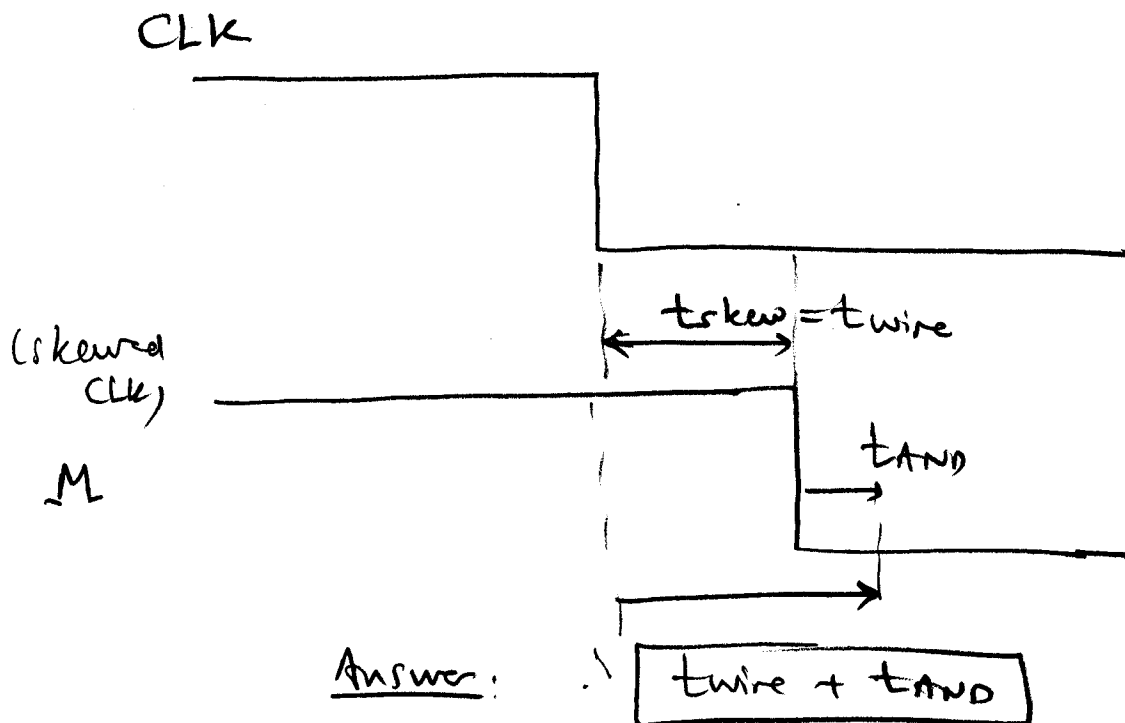 CLK
tskew = twire
(skewed
CLK)
tAND
M
Answer: twire + tAND